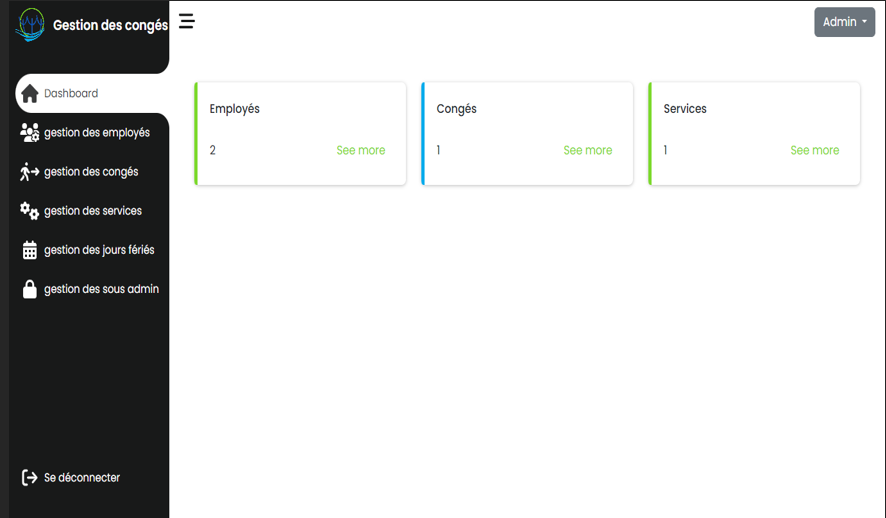 Gestion des congés
Admin
Dashboard
gestion des employés
gestion des congés
gestion des services
gestion des jours fériés
gestion des sous admin
Se déconnecter
Employés
2 See more
Congés
1 See more
Services
1 See more